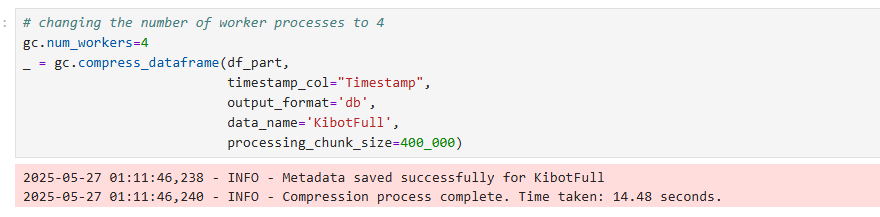 :
# changing the number of worker processes to 4
gc.num_workers=4
_ = gc.compress_dataframe(df_part,
                          timestamp_col="Timestamp",
                          output_format='db',
                          data_name='KibotFull',
                          processing_chunk_size=400_000)
2025-05-27 01:11:46,238 - INFO - Metadata saved successfully for KibotFull
2025-05-27 01:11:46,240 - INFO - Compression process complete. Time taken: 14.48 seconds.